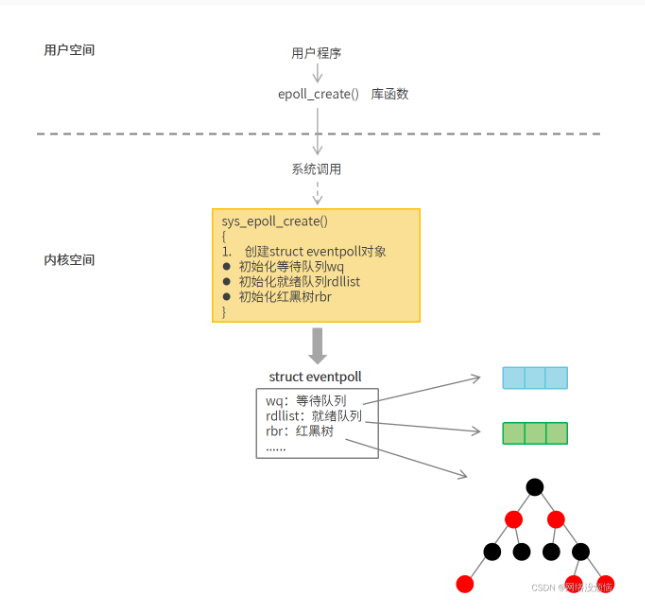 用户空间
用户程序
epoll_create() 库函数
系统调用
内核空间
sys_epoll_create()
{
1. 创建struct eventpoll对象
● 初始化等待队列wq
● 初始化就绪队列rdllist
● 初始化红黑树rbr
}
struct eventpoll
wq：等待队列
rdllist：就绪队列
rbr：红黑树
......
CSDN @网络没烦恼